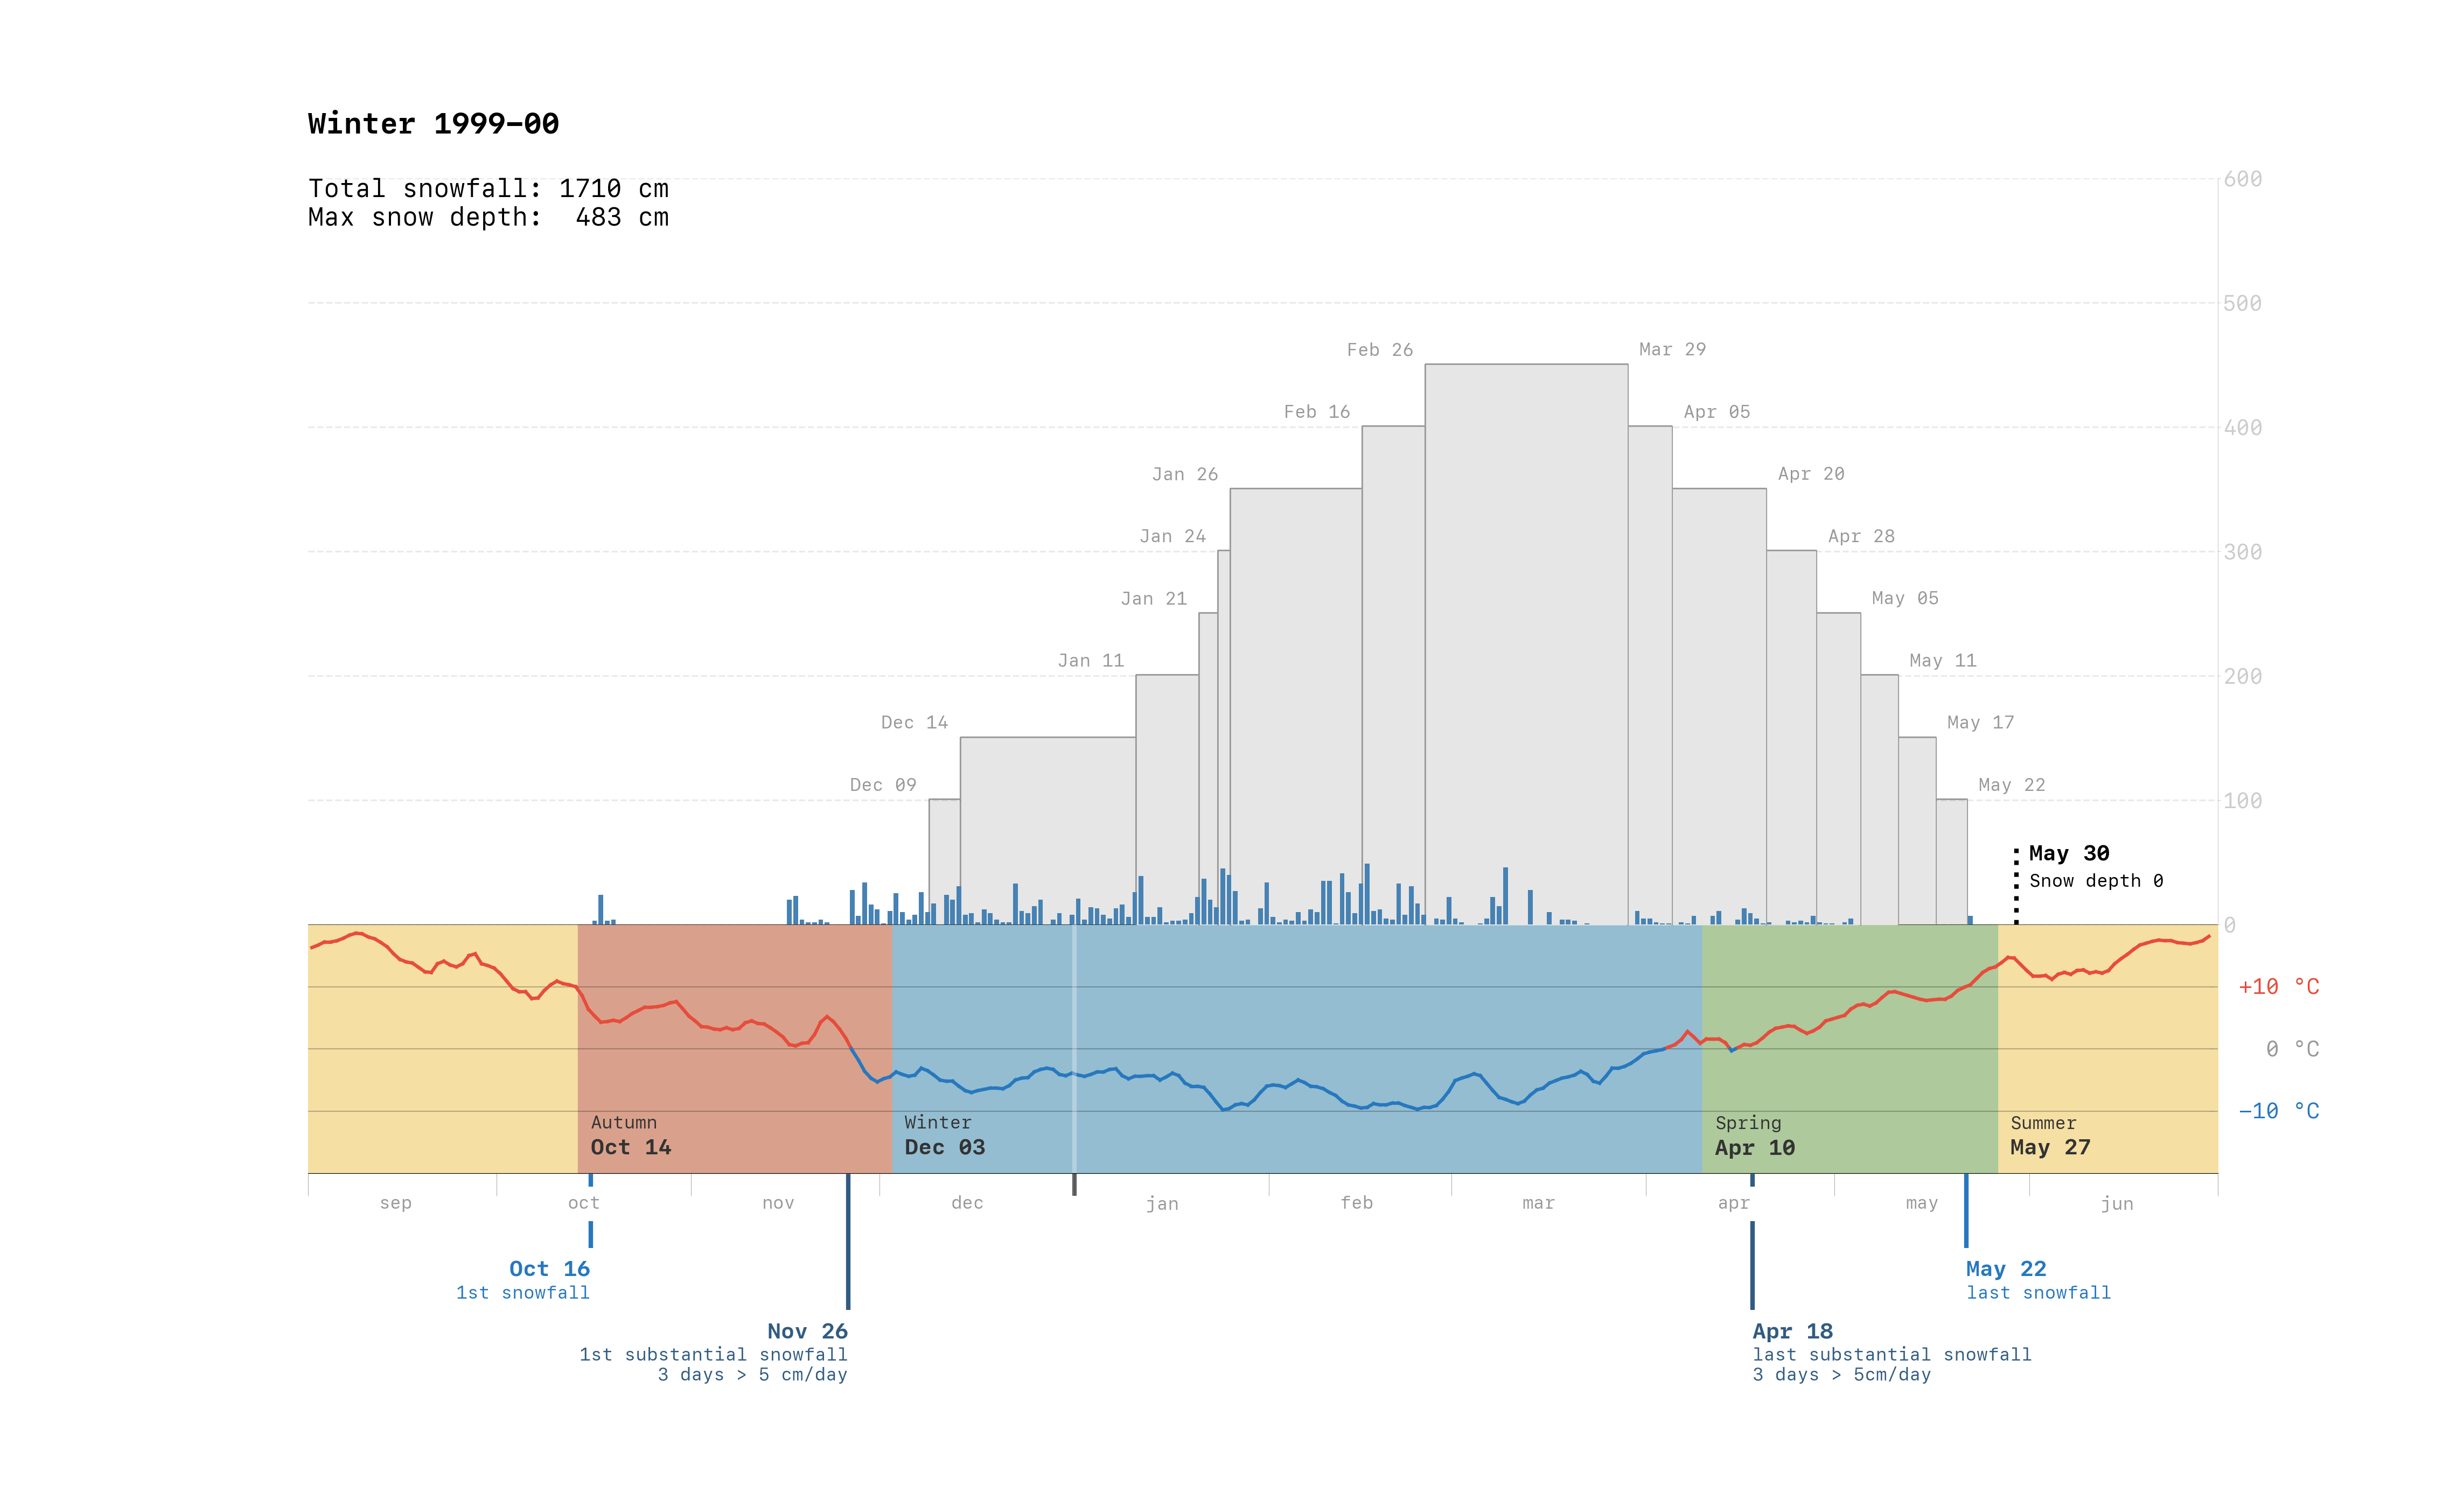 Winter 1999–00
Total snowfall: 1710 cm
Max snow depth: 483 cm
600
500
Feb 26
Mar 29
Feb 16
Apr 05
400
Jan 26
Apr 20
Jan 24
Apr 28
300
Jan 21
May 05
Jan 11
May 11
200
Dec 14
May 17
Dec 09
May 22
100
May 30
Snow depth 0
0
+10 °C
0 °C
−10 °C
Autumn
Oct 14
Winter
Dec 03
Spring
Apr 10
Summer
May 27
sep oct nov dec jan feb mar apr may jun
Oct 16
1st snowfall
May 22
last snowfall
Nov 26
1st substantial snowfall
3 days > 5 cm/day
Apr 18
last substantial snowfall
3 days > 5cm/day